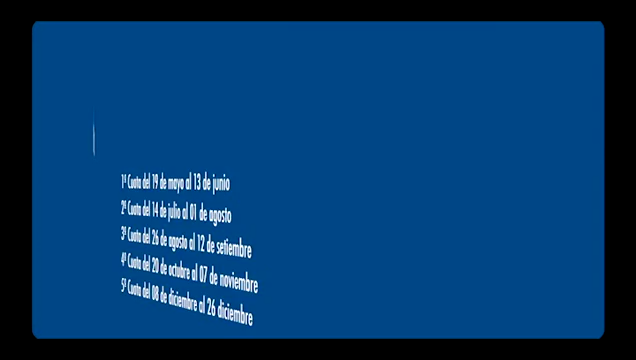 1ª Cuota del 19 de mayo al 13 de junio
2ª Cuota del 14 de julio al 01 de agosto
3ª Cuota del 26 de agosto al 12 de setiembre
4ª Cuota del 20 de octubre al 07 de noviembre
5ª Cuota del 08 de diciembre al 26 diciembre